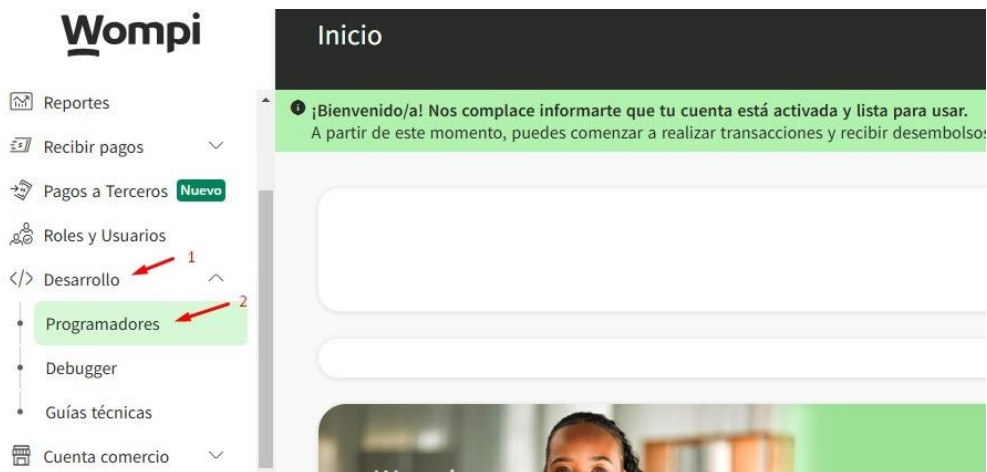 Wompi
Reportes
Recibir pagos
Pagos a Terceros Nuevo
Roles y Usuarios
1
Desarrollo
2
Programadores
Debugger
Guías técnicas
Cuenta comercio
Inicio
¡Bienvenido/a! Nos complace informarte que tu cuenta está activada y lista para usar.
A partir de este momento, puedes comenzar a realizar transacciones y recibir desembolsos